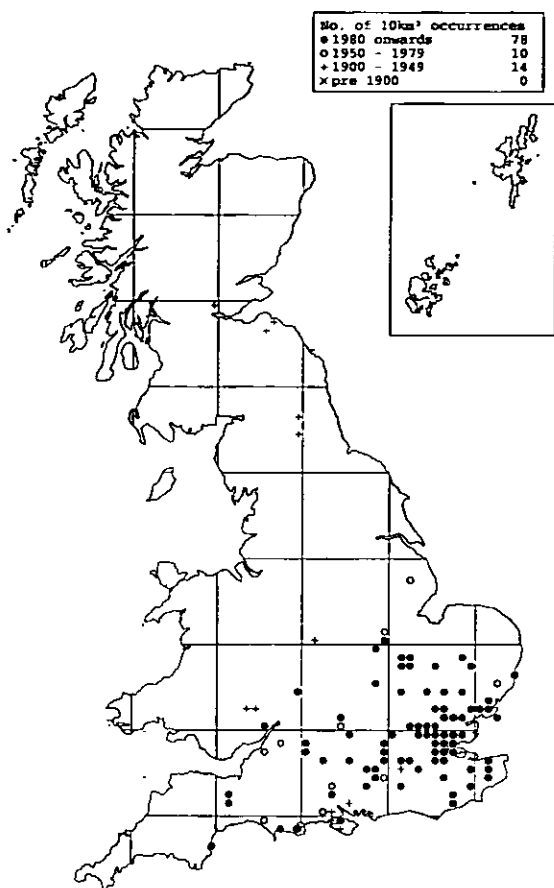 No. of 10km² occurrences
● 1980 onwards 78
○ 1950 - 1979 10
+ 1900 - 1949 14
× pre 1900 0